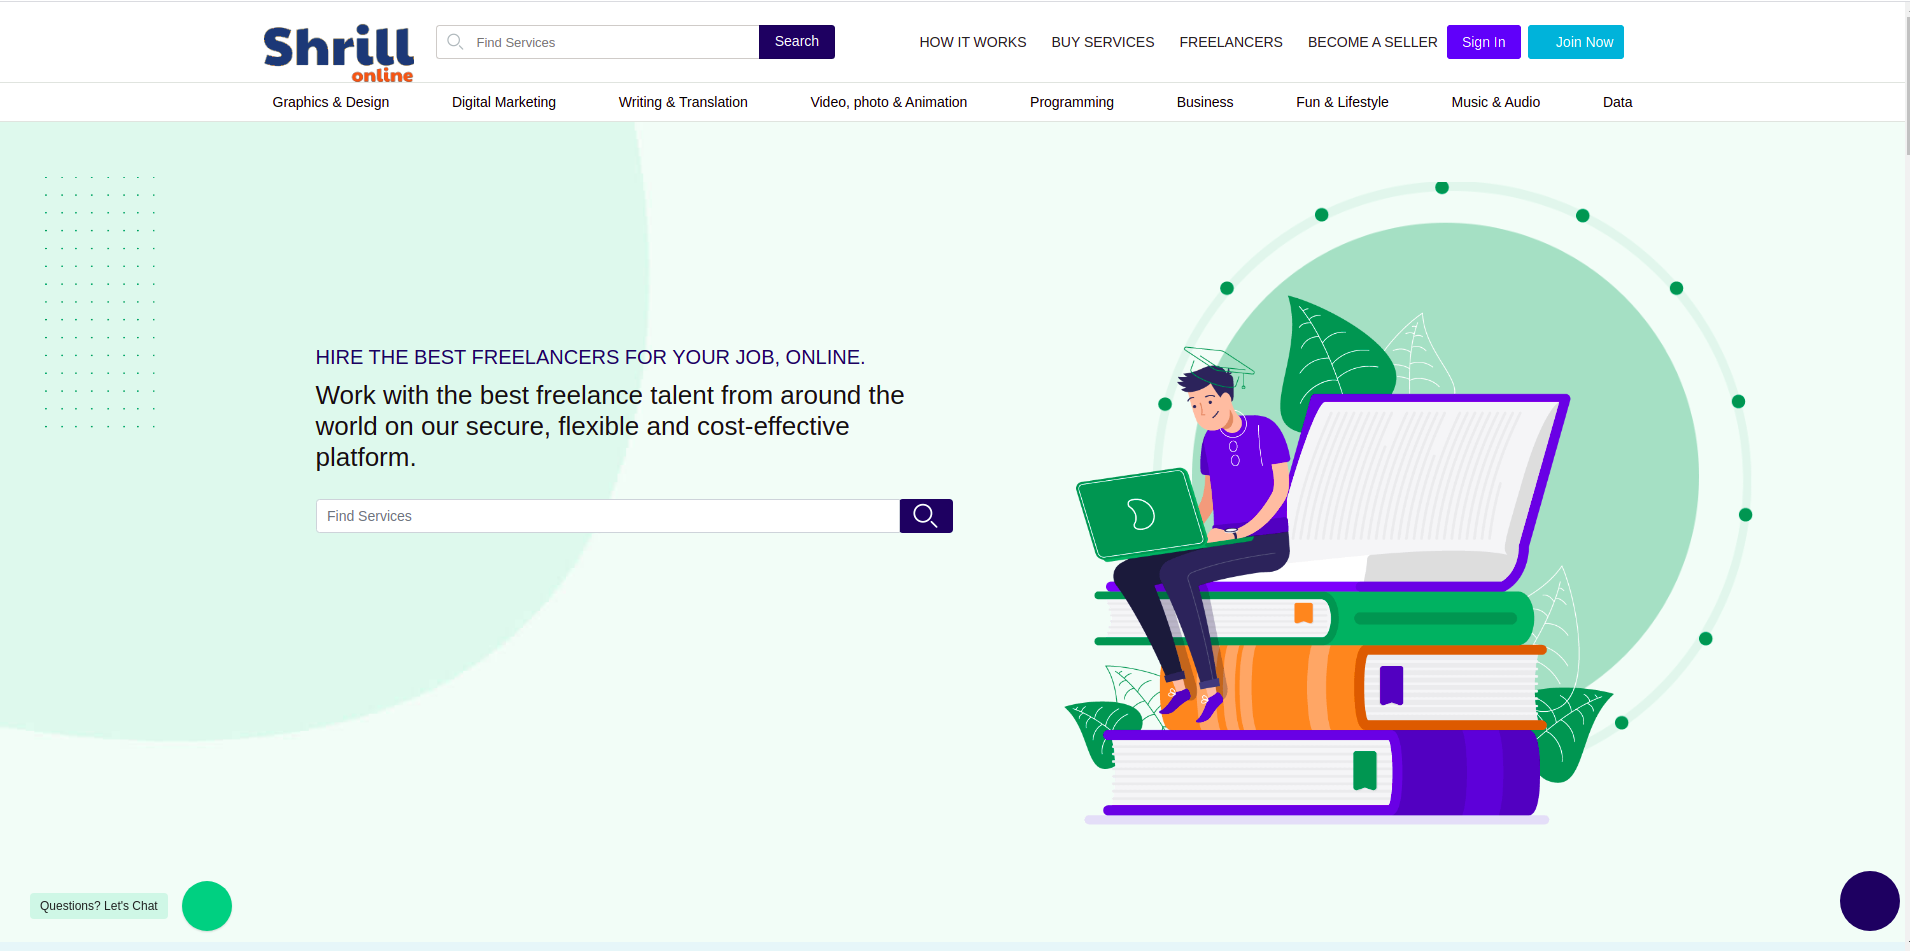 Shrill
online
Find Services
Search
HOW IT WORKS
BUY SERVICES
FREELANCERS
BECOME A SELLER
Sign In
Join Now
Graphics & Design
Digital Marketing
Writing & Translation
Video, photo & Animation
Programming
Business
Fun & Lifestyle
Music & Audio
Data
HIRE THE BEST FREELANCERS FOR YOUR JOB, ONLINE.
Work with the best freelance talent from around the
world on our secure, flexible and cost-effective
platform.
Find Services
Questions? Let's Chat